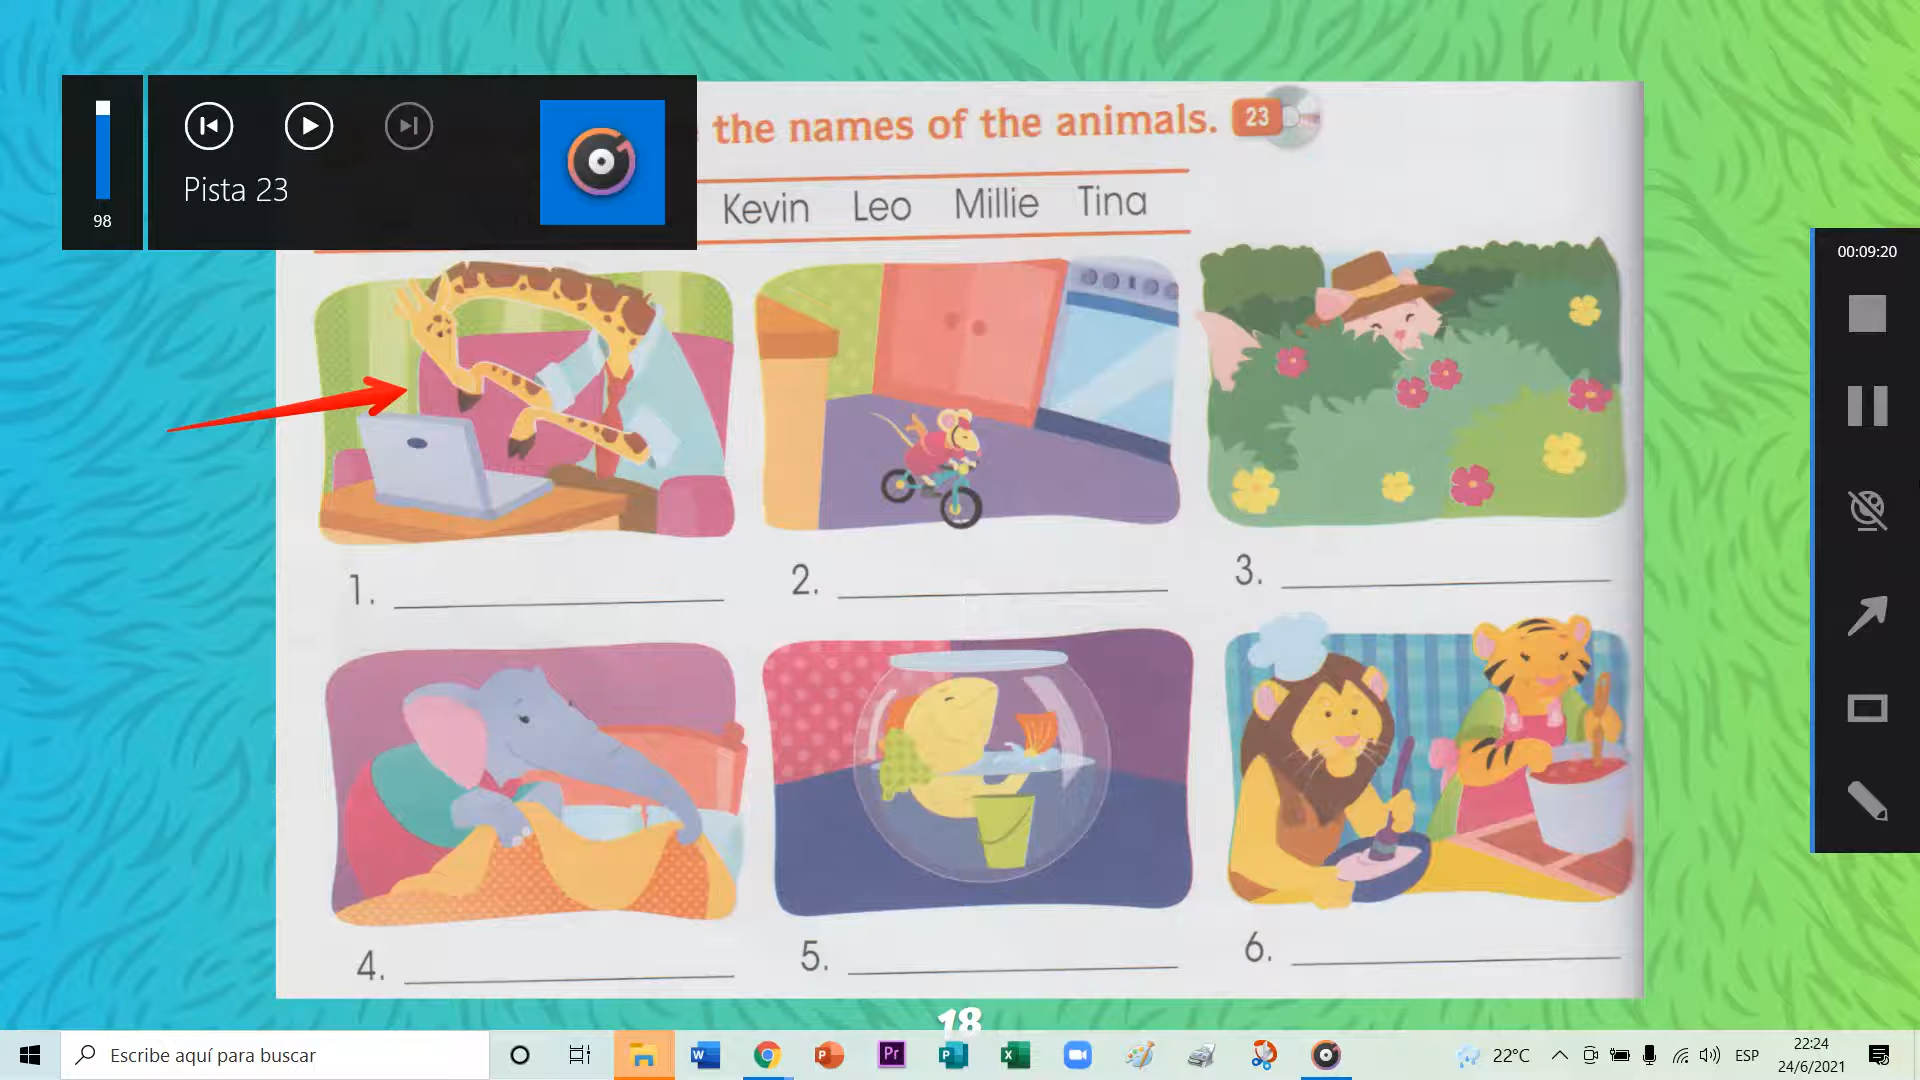 98
Pista 23
the names of the animals.
23
Kevin Leo Millie Tina
00:09:20
1.
2.
3.
4.
5.
6.
18
Escribe aquí para buscar
22°C
ESP
22:24
24/6/2021